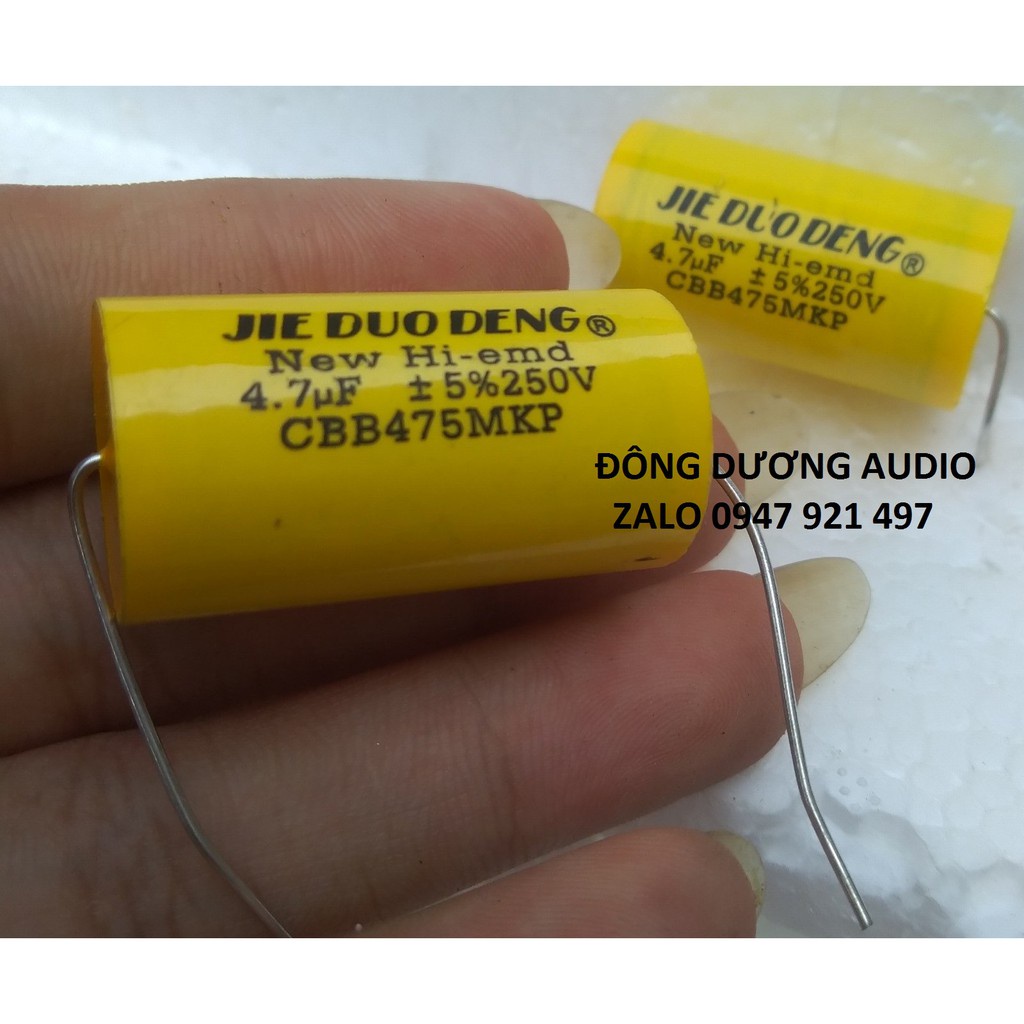 JIE DUO DENG®
New Hi-emd
4.7µF ±5%250V
CBB475MKP
JIE DUO DENG®
New Hi-emd
4.7µF ±5%250V
CBB475MKP
ĐÔNG DƯƠNG AUDIO
ZALO 0947 921 497